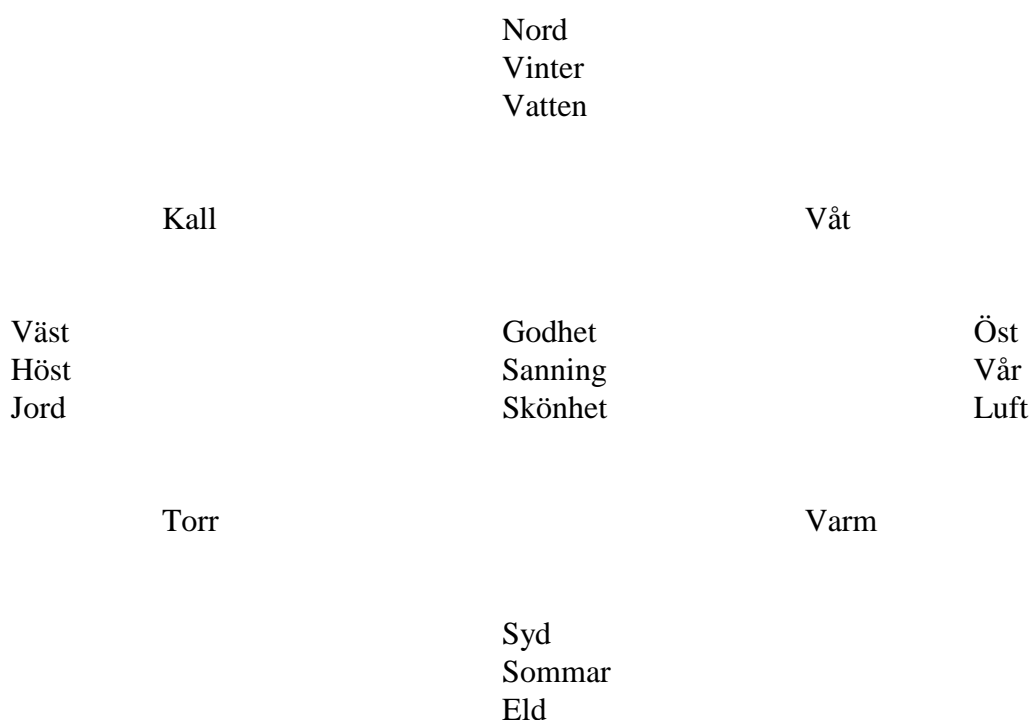 Nord
Vinter
Vatten
Kall Våt
Väst Godhet Öst
Höst Sanning Vår
Jord Skönhet Luft
Torr Varm
Syd
Sommar
Eld